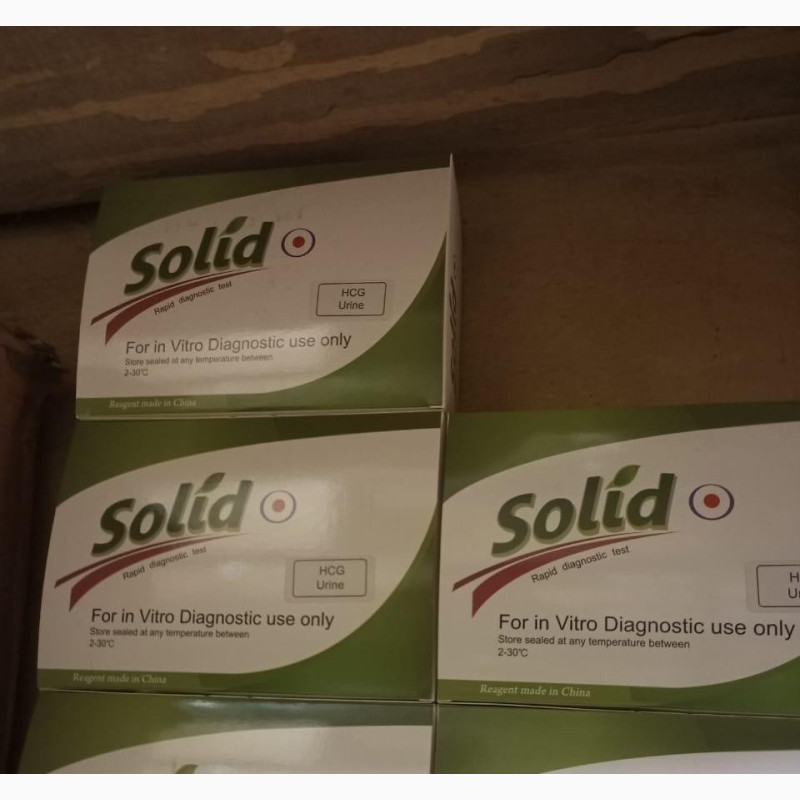 Solid
Rapid diagnostic test
HCG
Urine
For in Vitro Diagnostic use only
Store sealed at any temperature between
2-30℃
Reagent made in China
Solid
Rapid diagnostic test
HCG
Urine
For in Vitro Diagnostic use only
Store sealed at any temperature between
2-30℃
Reagent made in China
Solid
Rapid diagnostic test
For in Vitro Diagnostic use only
Store sealed at any temperature between
2-30℃
Reagent made in China